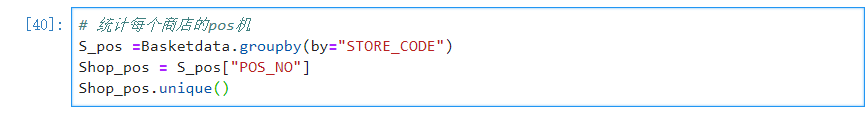 [40]: # 统计每个商店的pos机
S_pos =Basketdata.groupby(by="STORE_CODE")
Shop_pos = S_pos["POS_NO"]
Shop_pos.unique()